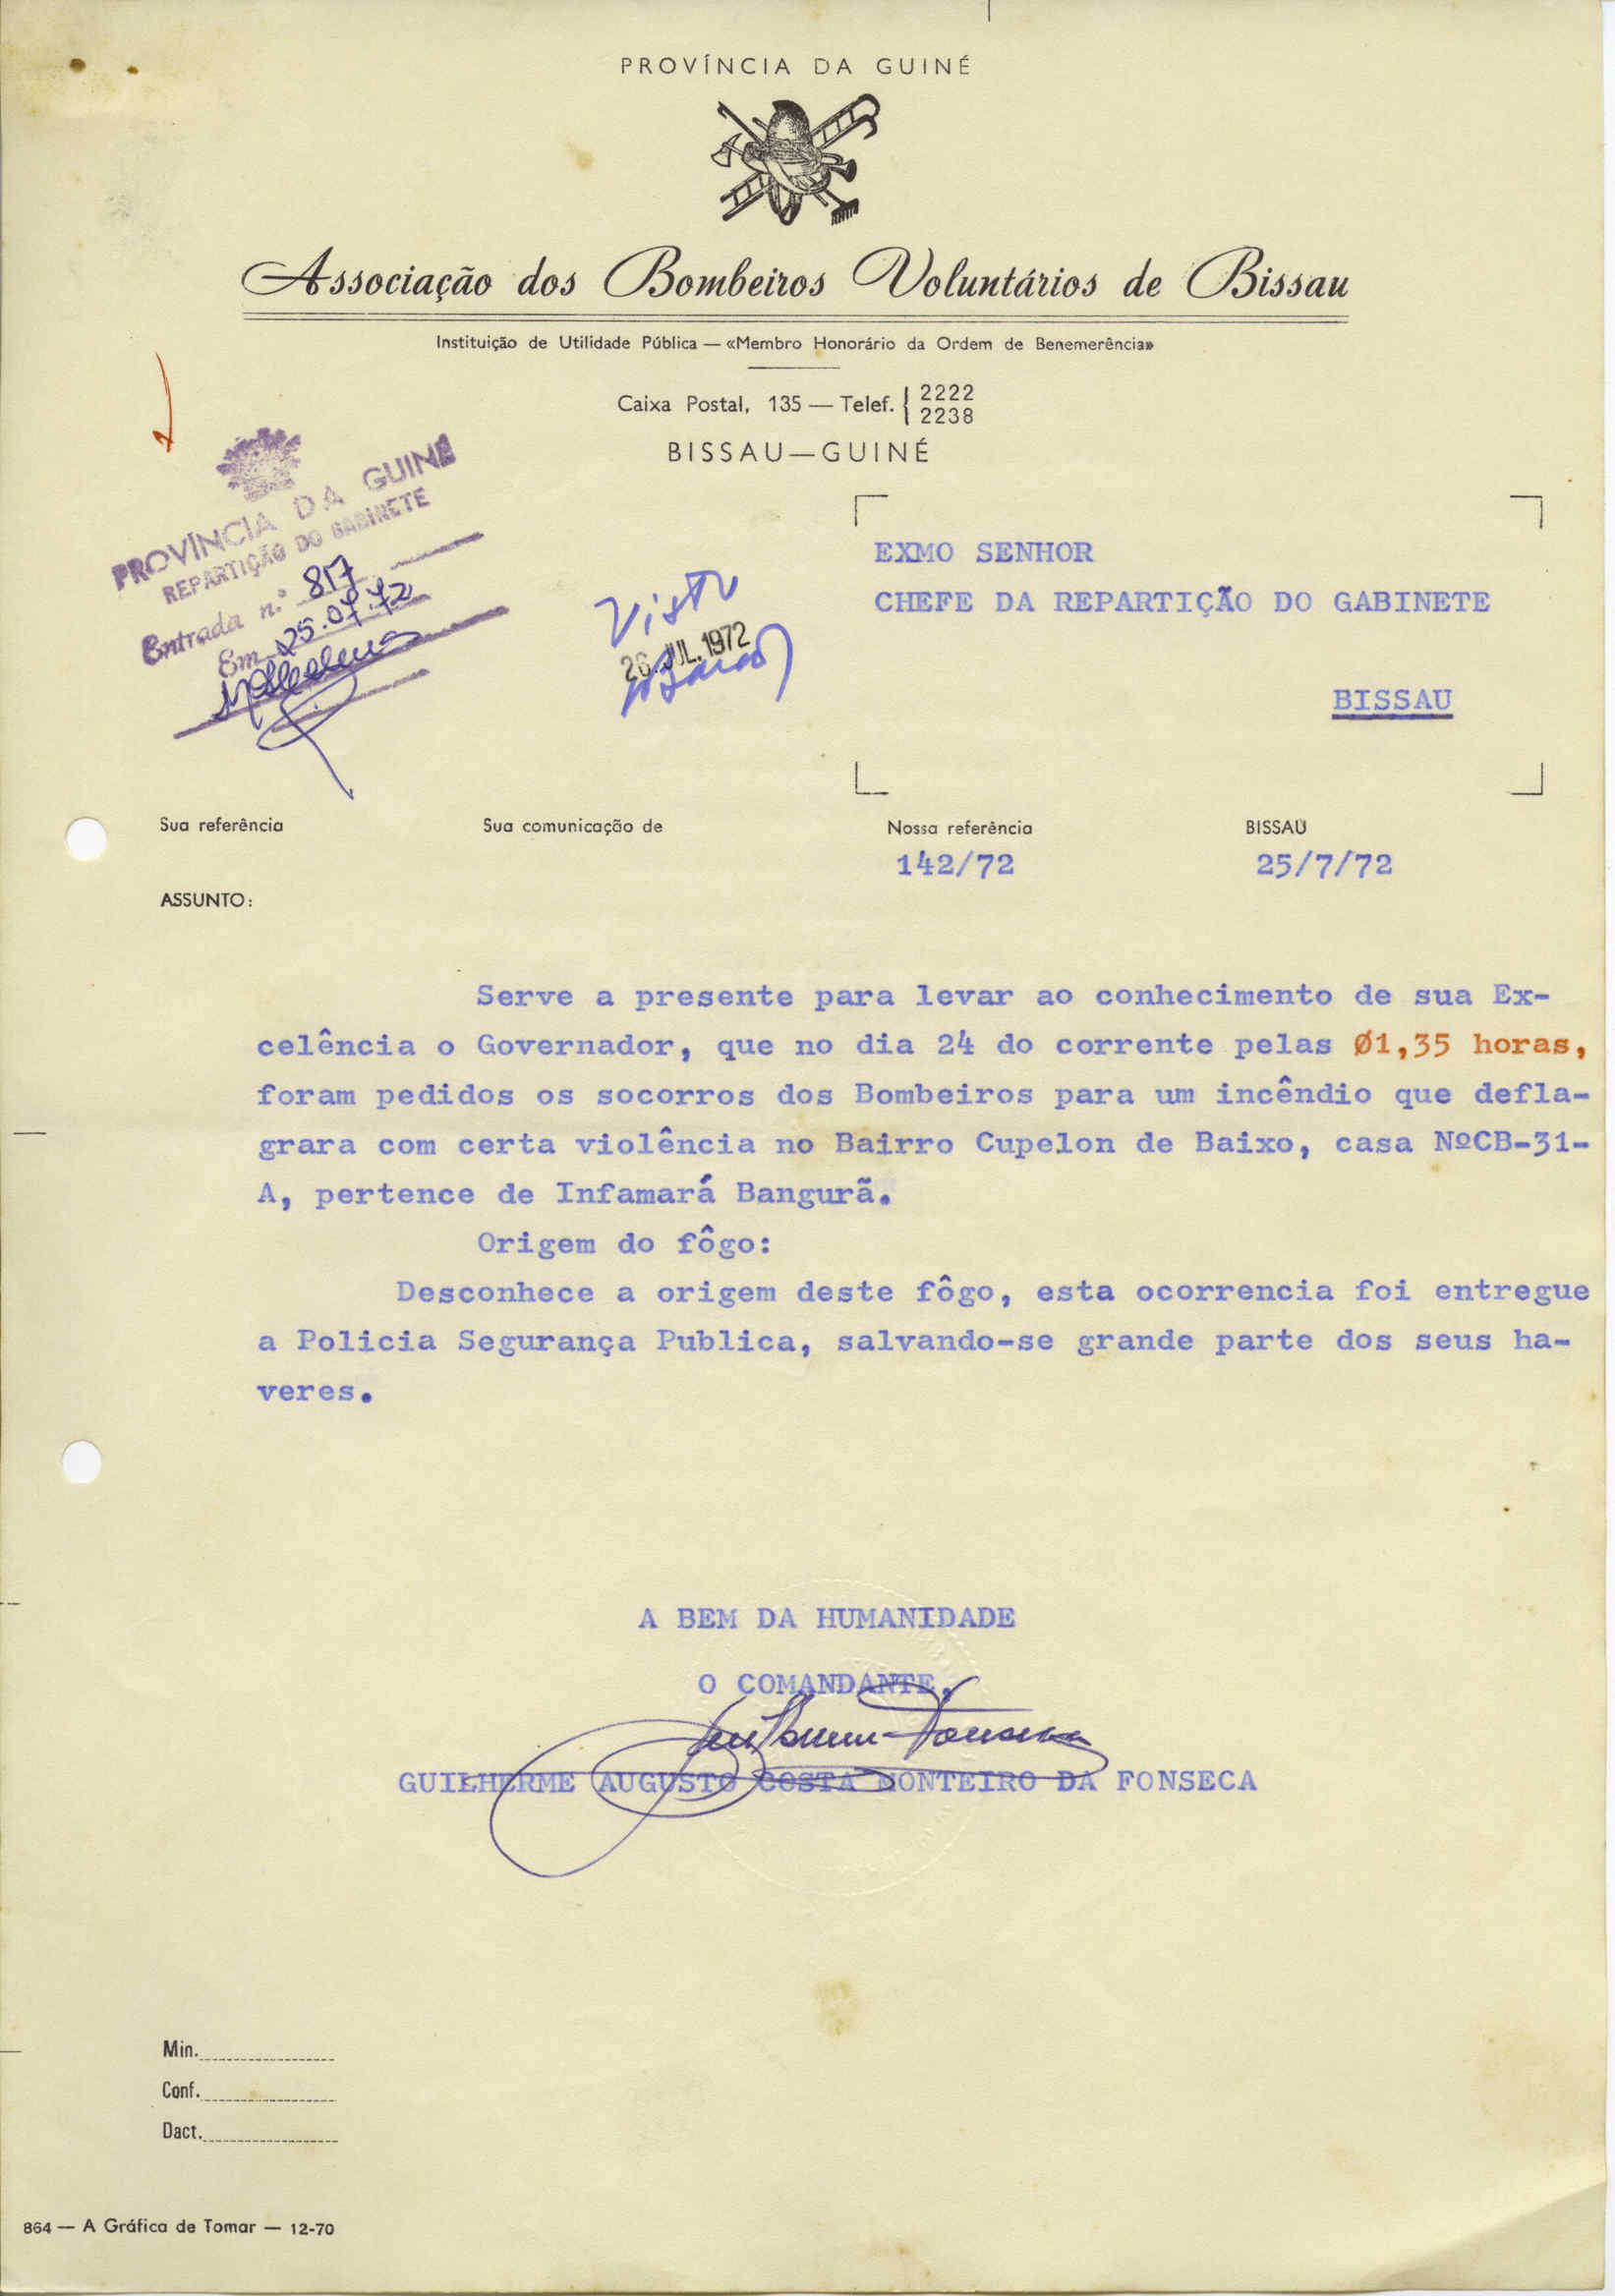 PROVÍNCIA DA GUINÉ
Associação dos Bombeiros Voluntários de Bissau
Instituição de Utilidade Pública — «Membro Honorário da Ordem de Benemerência»
Caixa Postal, 135 — Telef. { 2222
2238
BISSAU—GUINÉ
PROVÍNCIA DA GUINÉ
REPARTIÇÃO DO GABINETE
Entrada n.º 817
Em 25.07.72
Visto
26. JUL. 1972
EXMO SENHOR
CHEFE DA REPARTIÇÃO DO GABINETE
BISSAU
Sua referência
Sua comunicação de
Nossa referência
BISSAU
142/72
25/7/72
ASSUNTO:
Serve a presente para levar ao conhecimento de sua Ex-
celência o Governador, que no dia 24 do corrente pelas Ø1,35 horas,
foram pedidos os socorros dos Bombeiros para um incêndio que defla-
grara com certa violência no Bairro Cupelon de Baixo, casa NºCB-31-
A, pertence de Infamará Bangurã.
Origem do fôgo:
Desconhece a origem deste fôgo, esta ocorrencia foi entregue
a Policia Segurança Publica, salvando-se grande parte dos seus ha-
veres.
A BEM DA HUMANIDADE
O COMANDANTE,
GUILHERME AUGUSTO COSTA MONTEIRO DA FONSECA
Min.
Conf.
Dact.
864 — A Gráfica de Tomar — 12-70